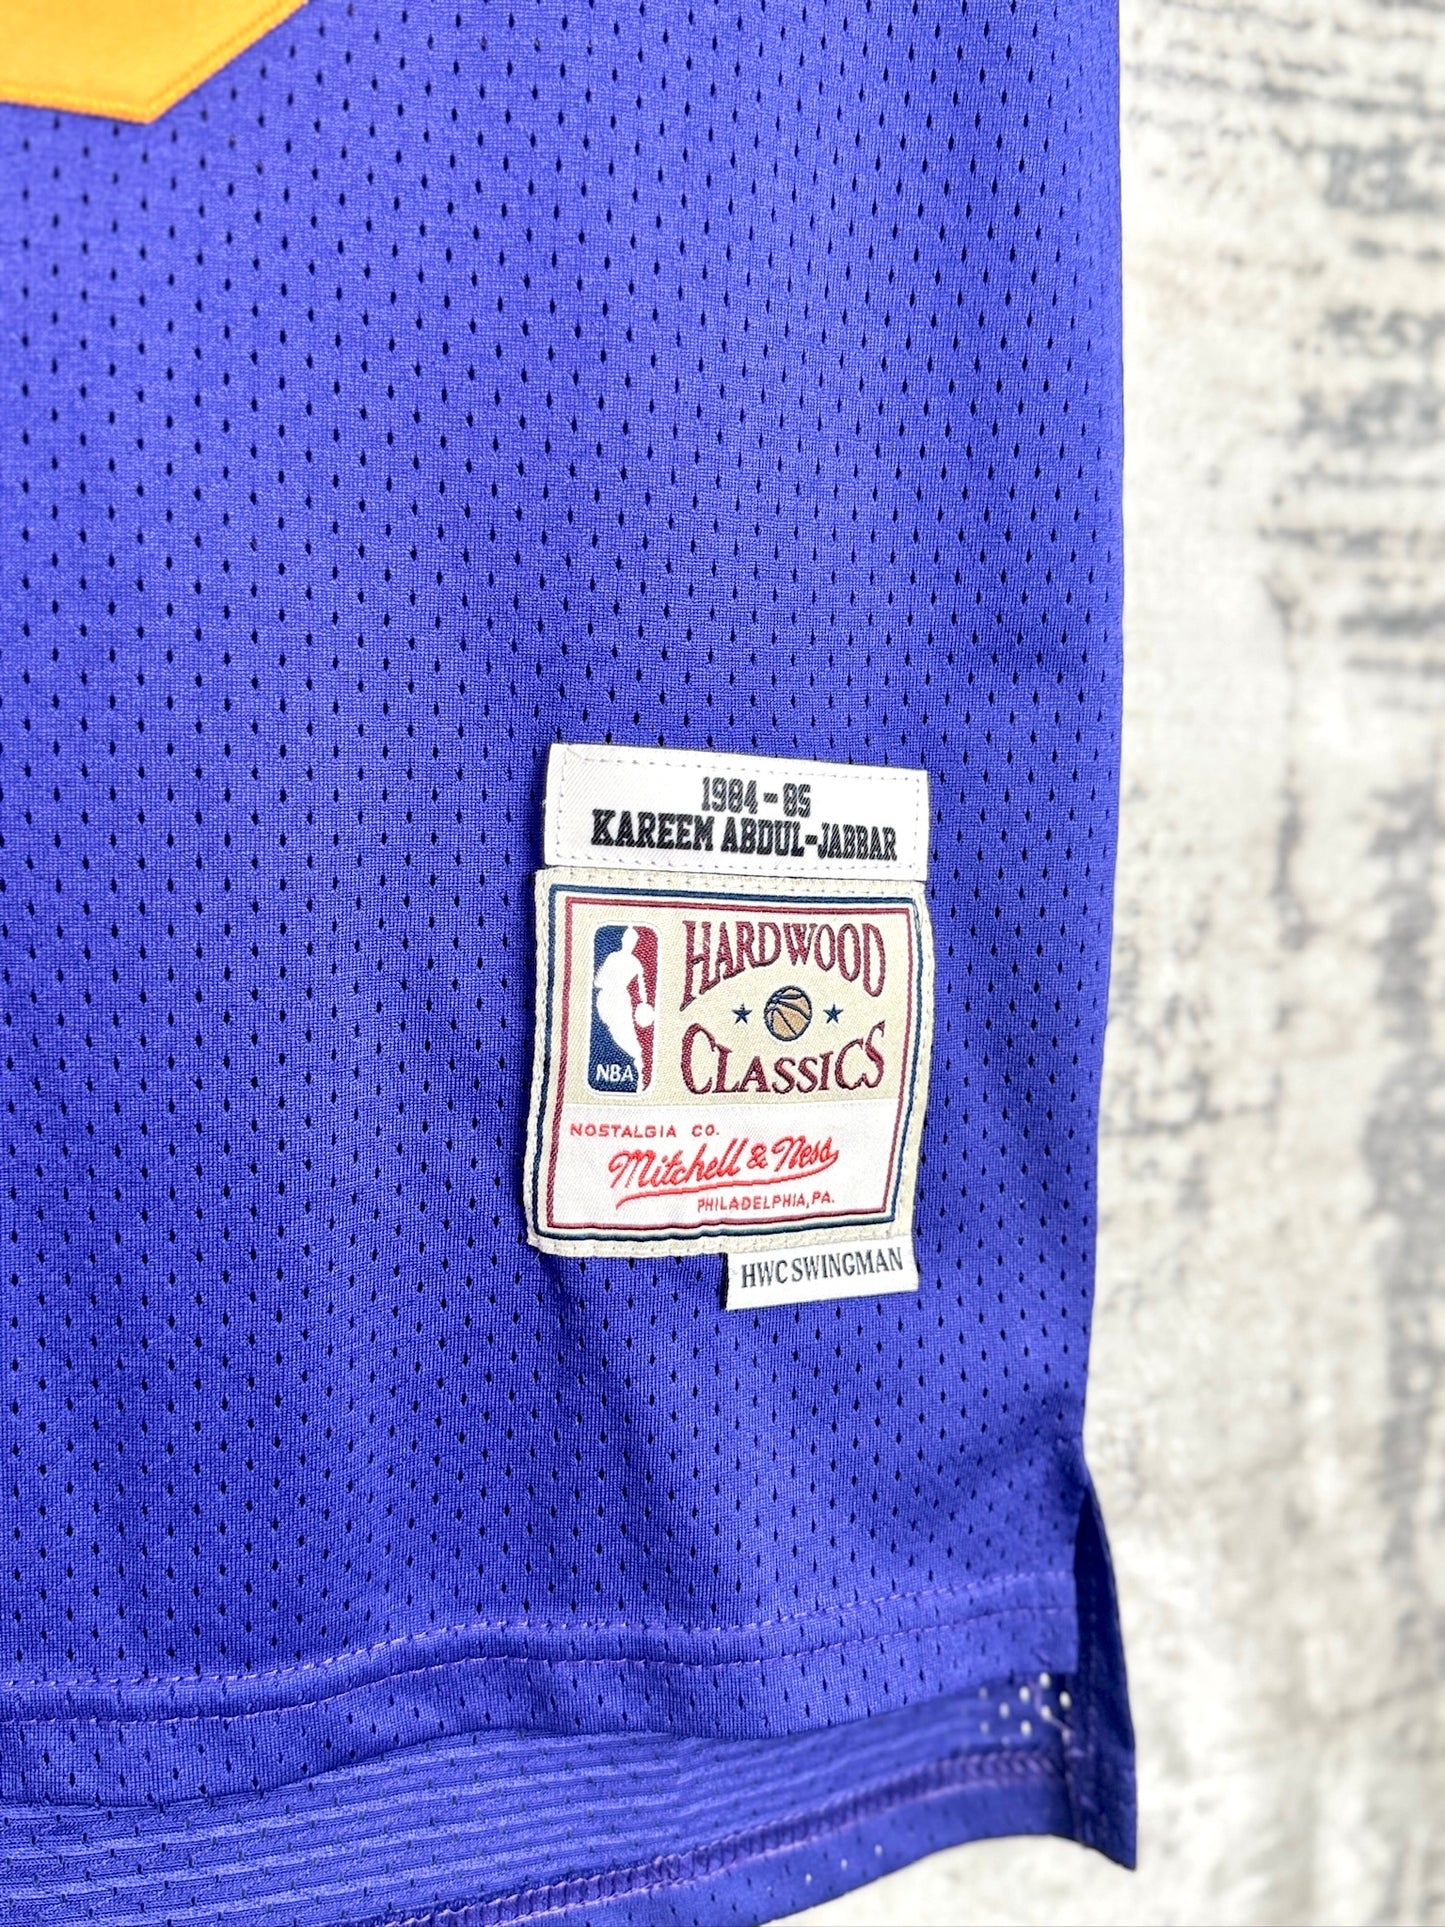 1984-85
KAREEM ABDUL-JABBAR
HARDWOOD
CLASSICS
NBA
NOSTALGIA CO.
Mitchell & Ness
PHILADELPHIA, PA.
HWC SWINGMAN